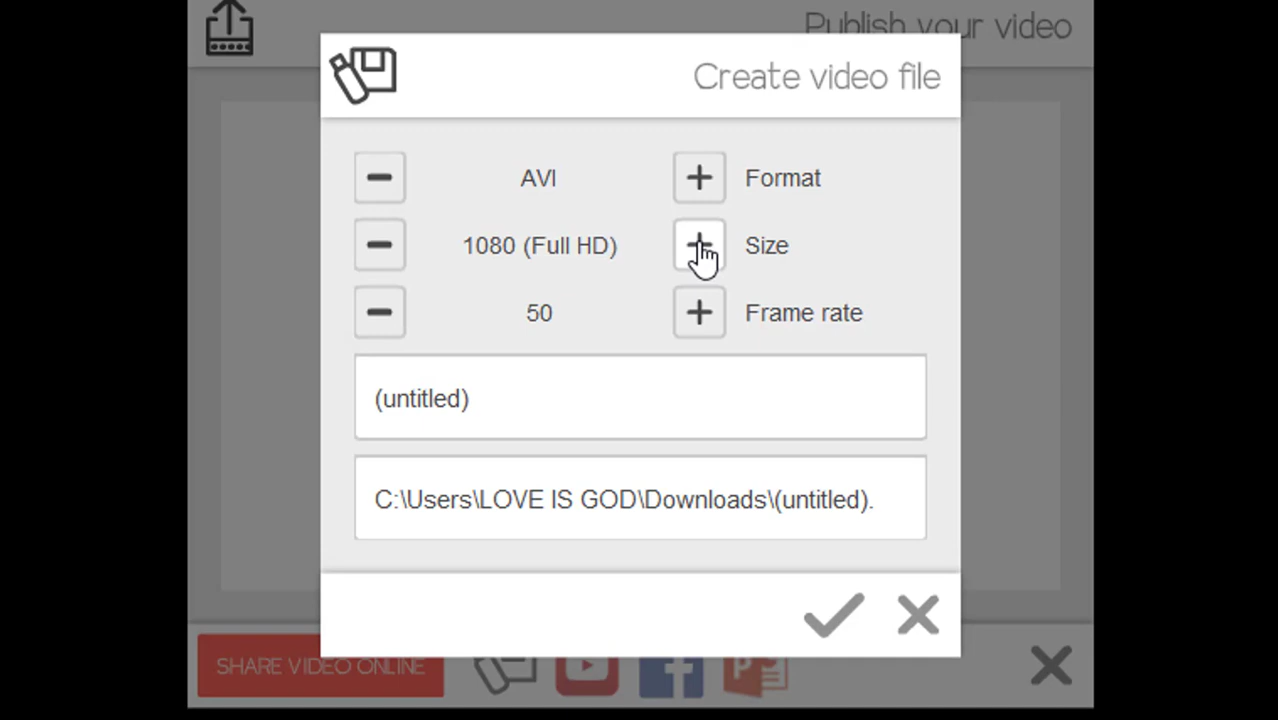 Publish your video
Create video file
AVI Format
1080 (Full HD) Size
50 Frame rate
(untitled)
C:\Users\LOVE IS GOD\Downloads\(untitled).
SHARE VIDEO ONLINE